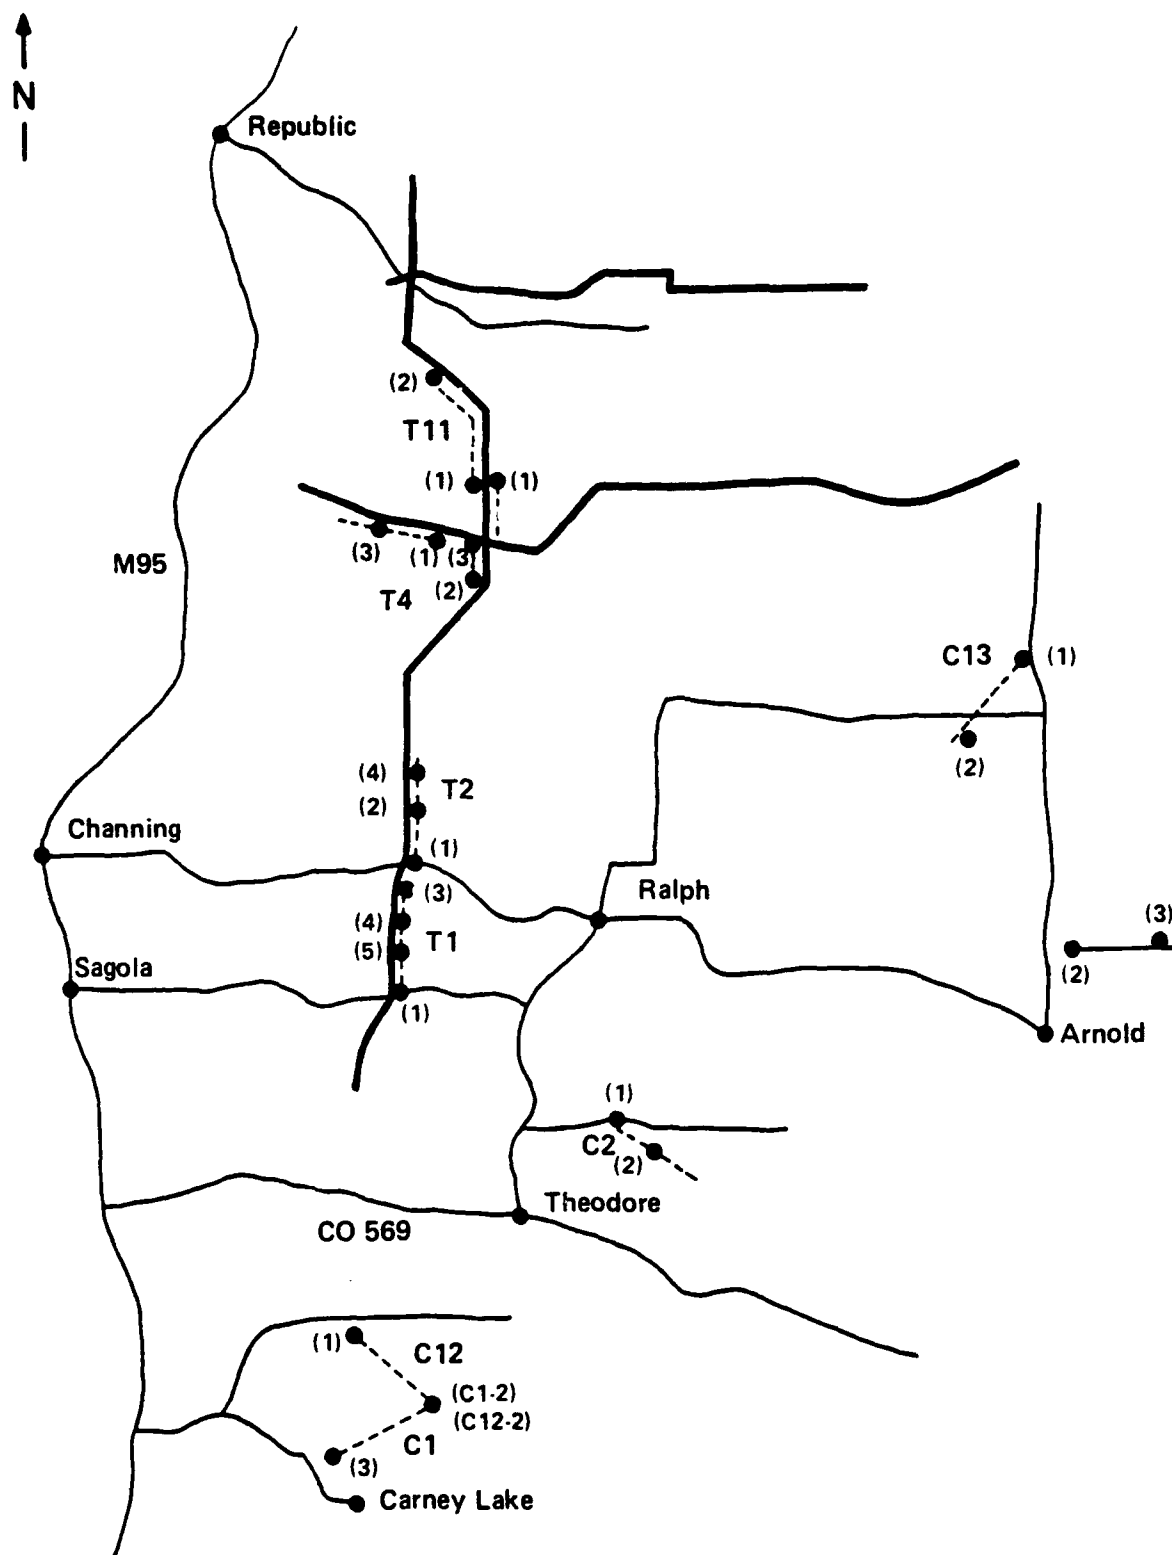 N
Republic
(2)
T11
(1) (1)
(3)
(1) (3)
(2)
M95
T4
C13 (1)
(2)
(4)
T2
(2)
Channing
(1)
(3)
Ralph
(4)
T1
(5)
(3)
(2)
Sagola
(1)
Arnold
(1)
C2
(2)
Theodore
CO 569
(1)
C12
(C1-2)
(C12-2)
C1
(3)
Carney Lake